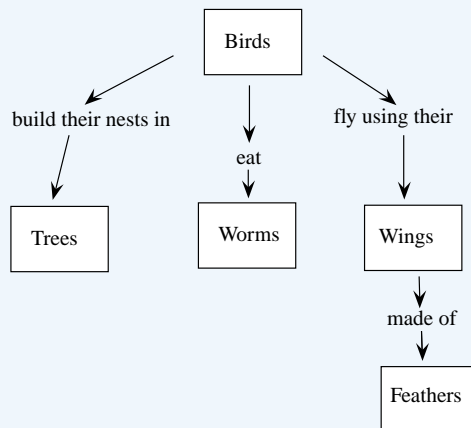 Birds
build their nests in
eat
fly using their
Trees
Worms
Wings
made of
Feathers